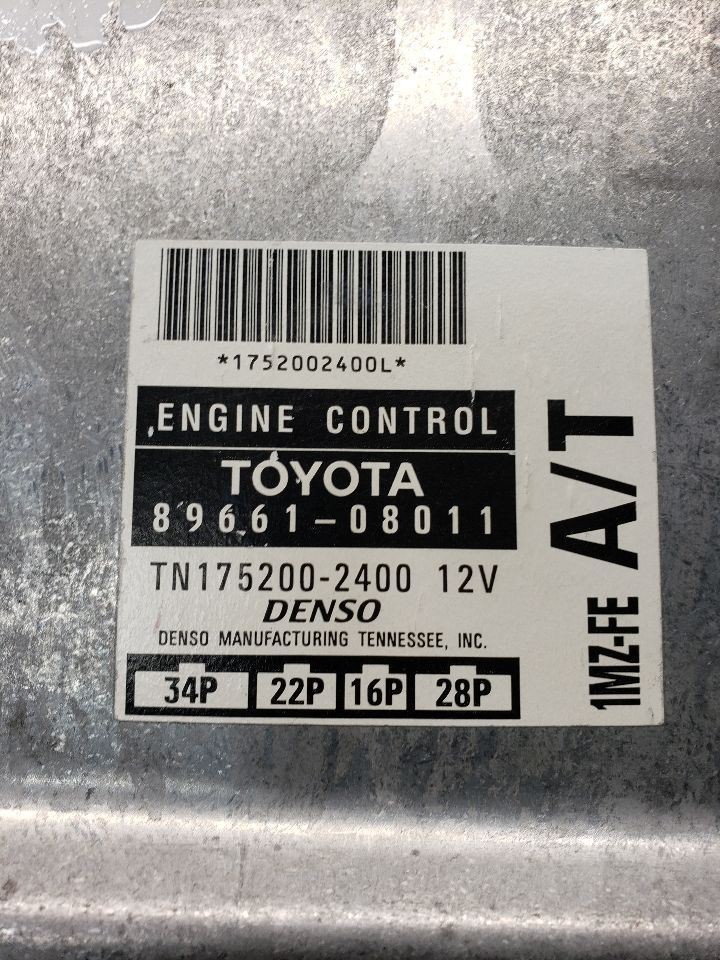 *1752002400L*
ENGINE CONTROL
TOYOTA
89661-08011
TN175200-2400 12V
DENSO
DENSO MANUFACTURING TENNESSEE, INC.
34P 22P 16P 28P
A/T
1MZ-FE